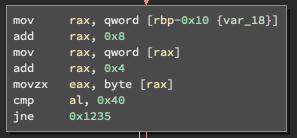 mov     rax, qword [rbp-0x10 {var_18}]
add     rax, 0x8
mov     rax, qword [rax]
add     rax, 0x4
movzx   eax, byte [rax]
cmp     al, 0x40
jne     0x1235